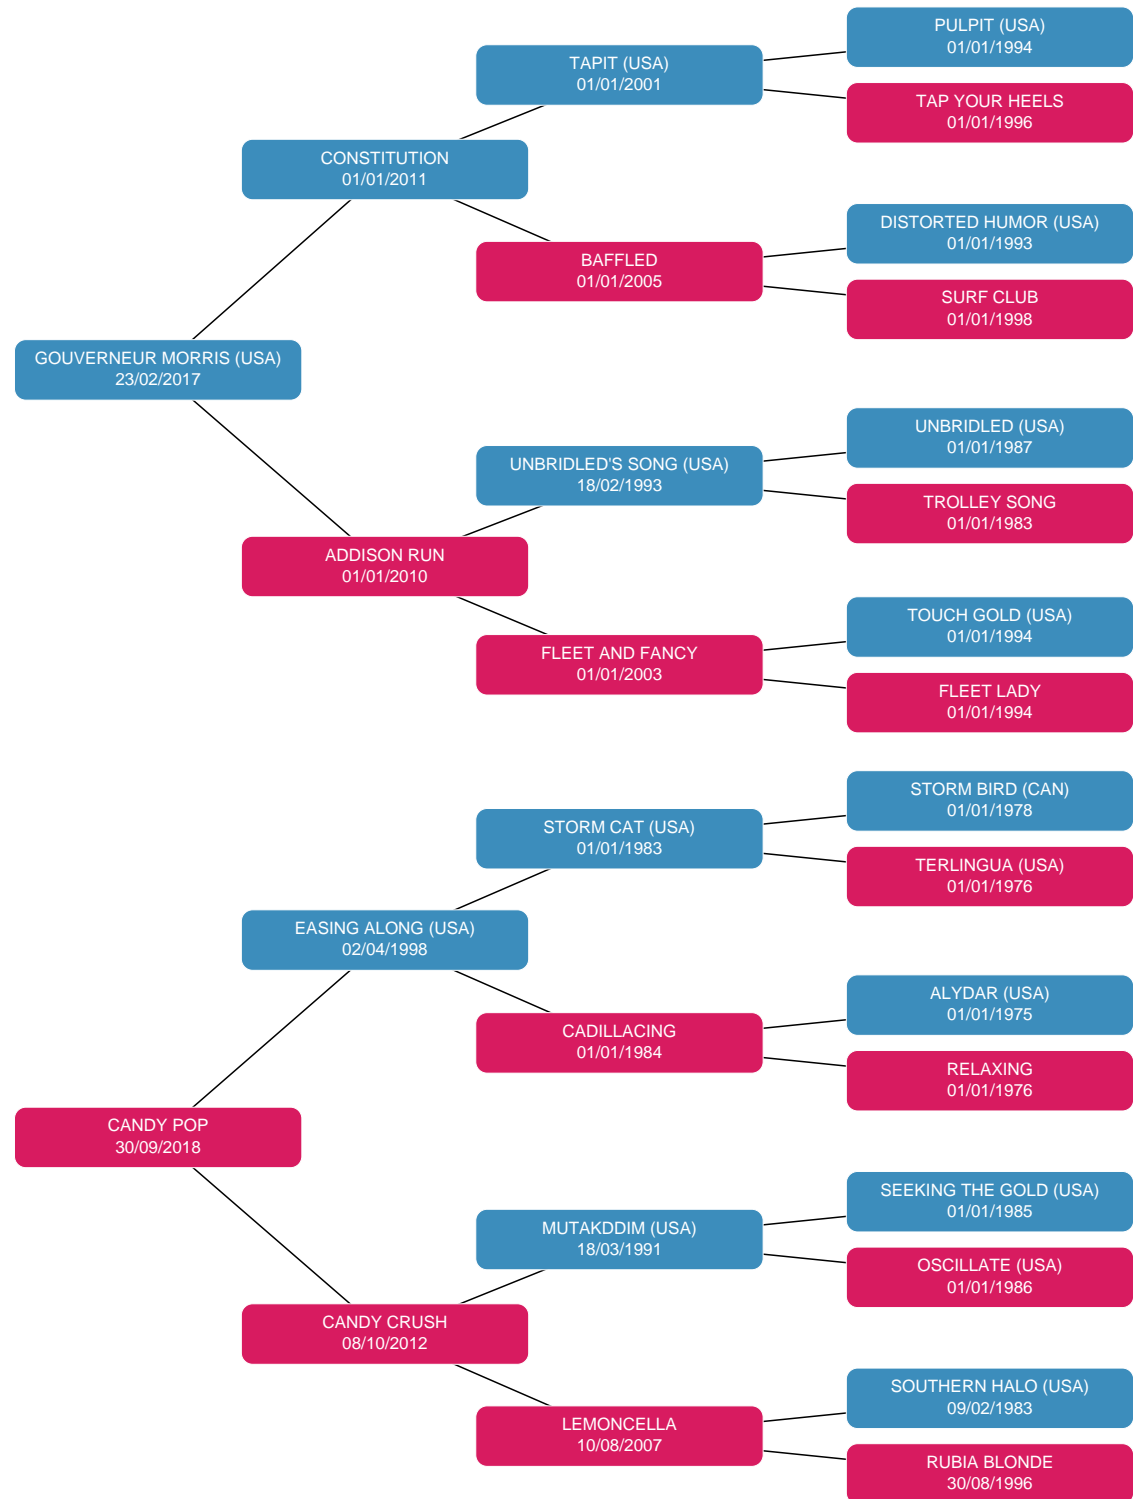 PULPIT (USA)
01/01/1994
TAPIT (USA)
01/01/2001
TAP YOUR HEELS
01/01/1996
CONSTITUTION
01/01/2011
DISTORTED HUMOR (USA)
01/01/1993
BAFFLED
01/01/2005
SURF CLUB
01/01/1998
GOUVERNEUR MORRIS (USA)
23/02/2017
UNBRIDLED (USA)
01/01/1987
UNBRIDLED'S SONG (USA)
18/02/1993
TROLLEY SONG
01/01/1983
ADDISON RUN
01/01/2010
TOUCH GOLD (USA)
01/01/1994
FLEET AND FANCY
01/01/2003
FLEET LADY
01/01/1994
STORM BIRD (CAN)
01/01/1978
STORM CAT (USA)
01/01/1983
TERLINGUA (USA)
01/01/1976
EASING ALONG (USA)
02/04/1998
ALYDAR (USA)
01/01/1975
CADILLACING
01/01/1984
RELAXING
01/01/1976
CANDY POP
30/09/2018
SEEKING THE GOLD (USA)
01/01/1985
MUTAKDDIM (USA)
18/03/1991
OSCILLATE (USA)
01/01/1986
CANDY CRUSH
08/10/2012
SOUTHERN HALO (USA)
09/02/1983
LEMONCELLA
10/08/2007
RUBIA BLONDE
30/08/1996